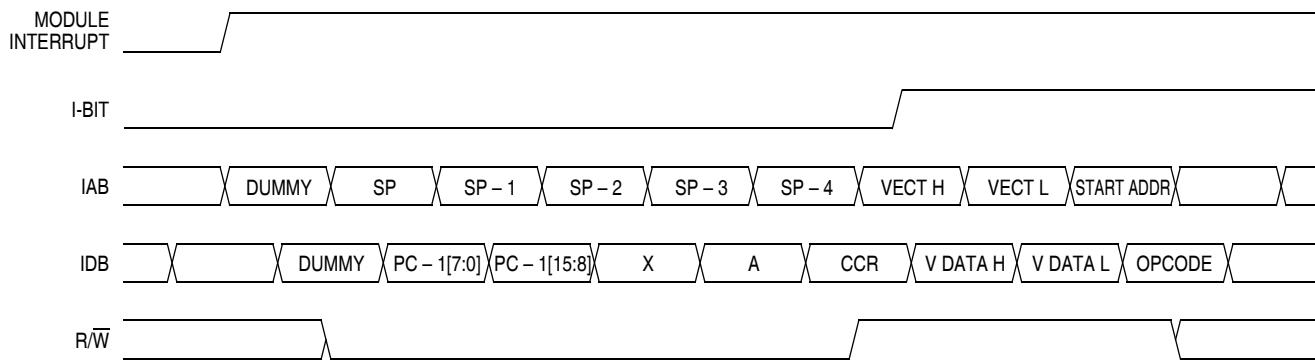 MODULE
INTERRUPT
I-BIT
IAB DUMMY SP SP – 1 SP – 2 SP – 3 SP – 4 VECT H VECT L START ADDR
IDB DUMMY PC – 1[7:0] PC – 1[15:8] X A CCR V DATA H V DATA L OPCODE
R/W̅